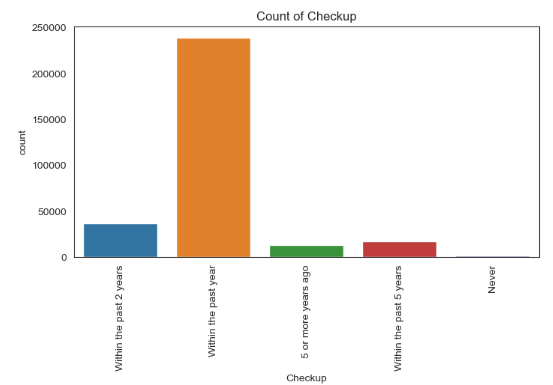 Count of Checkup
250000
200000
150000
100000
50000
0
count
Within the past 2 years
Within the past year
5 or more years ago
Within the past 5 years
Never
Checkup